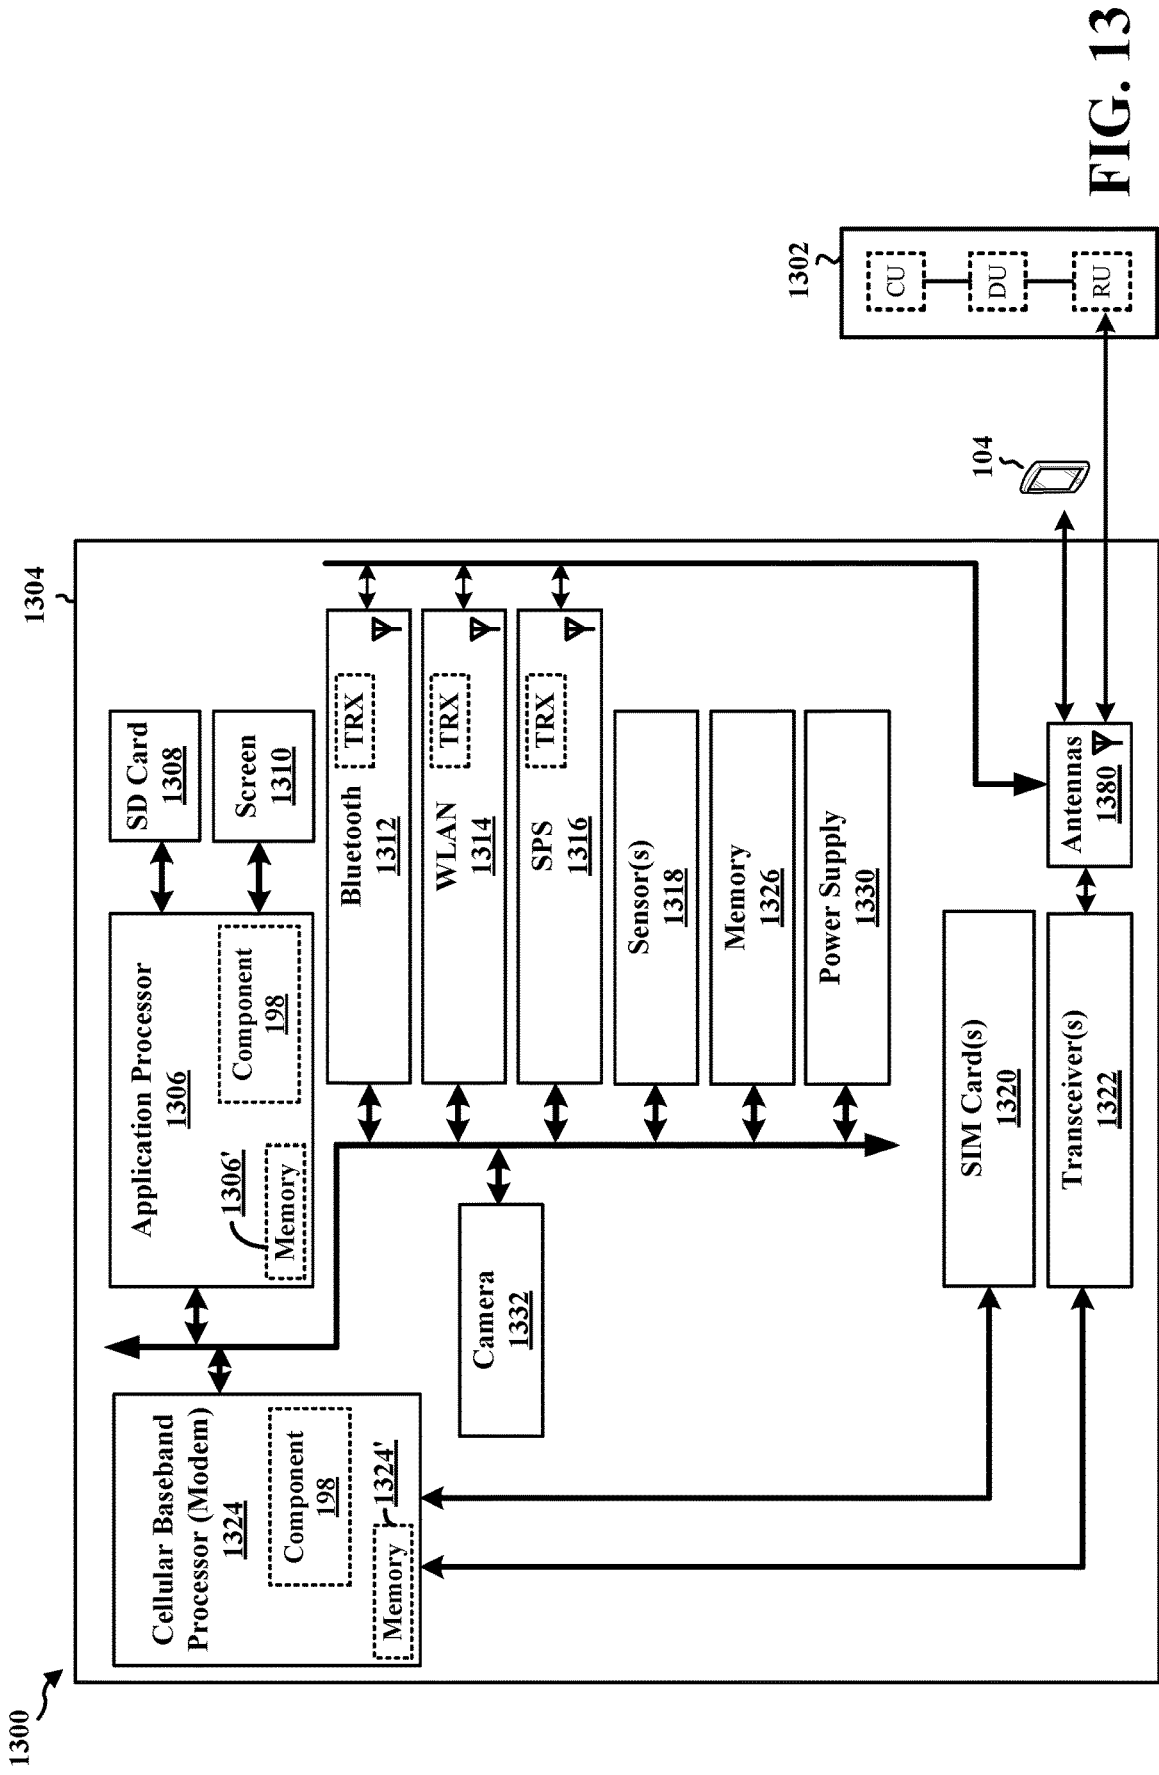 1300
1304
Cellular Baseband
Processor (Modem)
1324
Component
198
Memory
1324'
Application Processor
1306
1306'
Memory
Component
198
SD Card
1308
Screen
1310
Bluetooth
1312
TRX
WLAN
1314
TRX
SPS
1316
TRX
Camera
1332
Sensor(s)
1318
Memory
1326
Power Supply
1330
SIM Card(s)
1320
Transceiver(s)
1322
Antennas
1380
104
1302
CU
DU
RU
FIG. 13